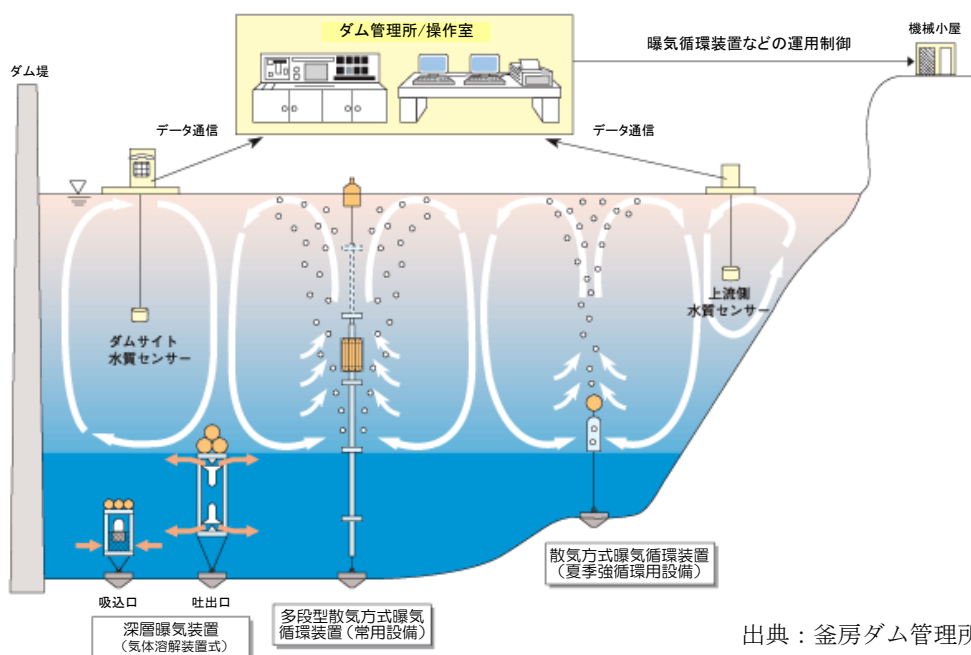 ダム管理所/操作室
曝気循環装置などの運用制御
機械小屋
ダム堤
データ通信
データ通信
ダムサイト
水質センサー
上流側
水質センサー
散気方式曝気循環装置
（夏季強循環用設備）
吸込口
吐出口
深層曝気装置
（気体溶解装置式）
多段型散気方式曝気
循環装置（常用設備）
出典：釜房ダム管理所